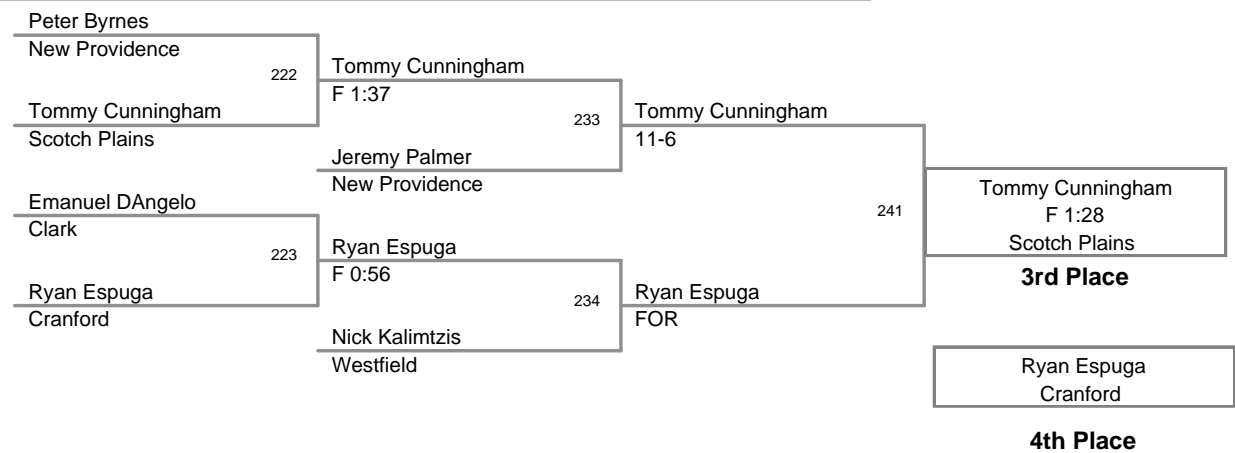 Peter Byrnes
New Providence
222
Tommy Cunningham
F 1:37
Tommy Cunningham
Scotch Plains
233
Tommy Cunningham
11-6
Jeremy Palmer
New Providence
Emanuel DAngelo
Clark
223
Ryan Espuga
F 0:56
Ryan Espuga
Cranford
234
Ryan Espuga
FOR
Nick Kalimtzis
Westfield
241
Tommy Cunningham
F 1:28
Scotch Plains
3rd Place
Ryan Espuga
Cranford
4th Place